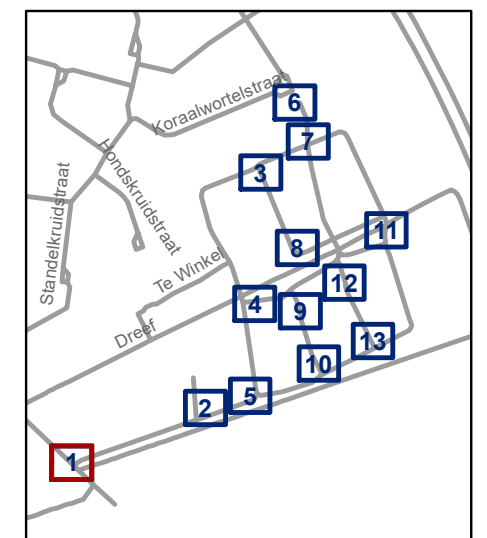 Koraalwortelstraat
6
7
Hondskruidstraat
3
Standelkruidstraat
11
8
Te Winkel
12
4
9
Dreef
13
10
5
2
1